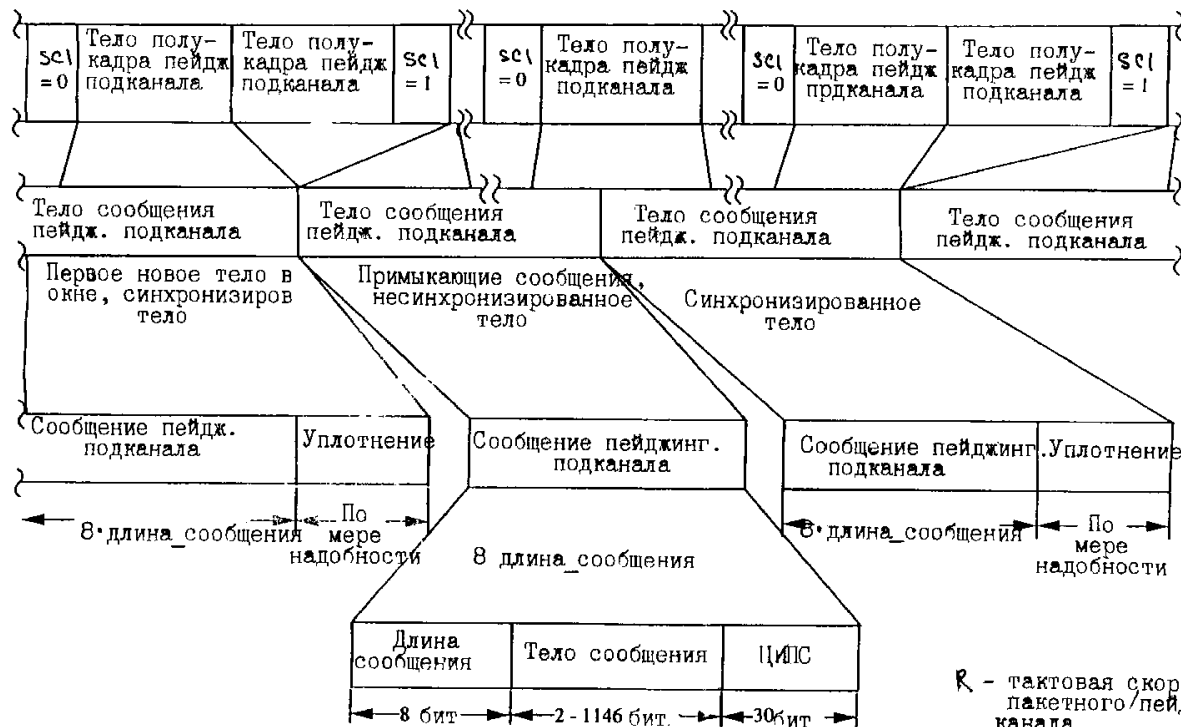 SCI = 0
Тело полу-
кадра пейдж
подканала
Тело полу-
кадра пейдж
подканала
SCI = 1
SCI = 0
Тело полу-
кадра пейдж
подканала
SCI = 0
Тело полу-
кадра пейдж
прдканала
Тело полу-
кадра пейдж
подканала
SCI = 1
Тело сообщения
пейдж. подканала
Тело сообщения
пейдж. подканала
Тело сообщения
пейдж. подканала
Тело сообщения
пейдж. подканала
Первое новое тело в
окне, синхронизиров
тело
Примыкающие сообщения,
несинхронизированное
тело
Синхронизированное
тело
Сообщение пейдж.
подканала
Уплотнение
Сообщение пейджинг.
подканала
Сообщение пейджинг.
подканала
Уплотнение
8·длина_сообщения
По
мере
надобности
8 длина_сообщения
8·длина_сообщения
По
мере
надобности
Длина
сообщения
Тело сообщения
ЦИПС
8 бит
2 - 1146 бит.
30бит
R - тактовая скор
пакетного/пейд
канала